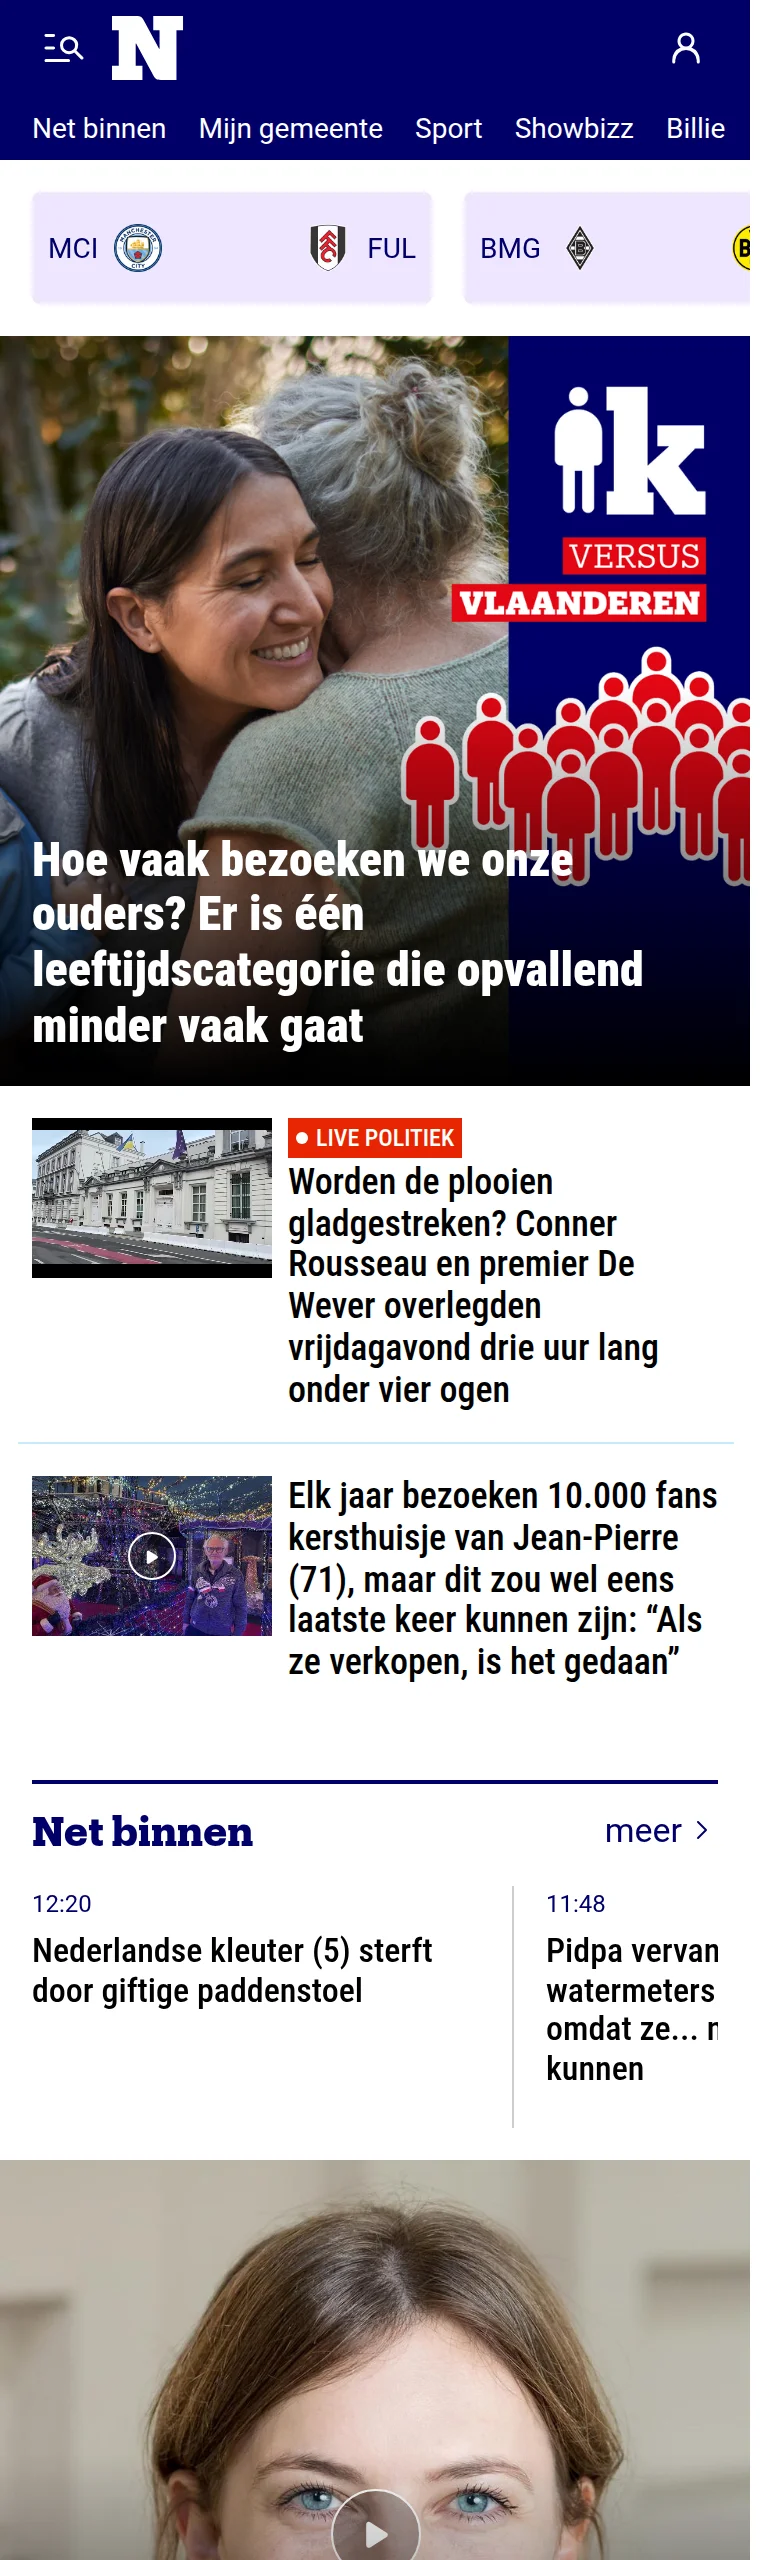 N
Net binnen Mijn gemeente Sport Showbizz Billie
MCI FUL BMG
ik
VERSUS
VLAANDEREN
Hoe vaak bezoeken we onze
ouders? Er is één
leeftijdscategorie die opvallend
minder vaak gaat
LIVE POLITIEK
Worden de plooien
gladgestreken? Conner
Rousseau en premier De
Wever overlegden
vrijdagavond drie uur lang
onder vier ogen
Elk jaar bezoeken 10.000 fans
kersthuisje van Jean-Pierre
(71), maar dit zou wel eens
laatste keer kunnen zijn: “Als
ze verkopen, is het gedaan”
Net binnen
meer
12:20
Nederlandse kleuter (5) sterft
door giftige paddenstoel
11:48
Pidpa vervan
watermeters
omdat ze...
kunnen